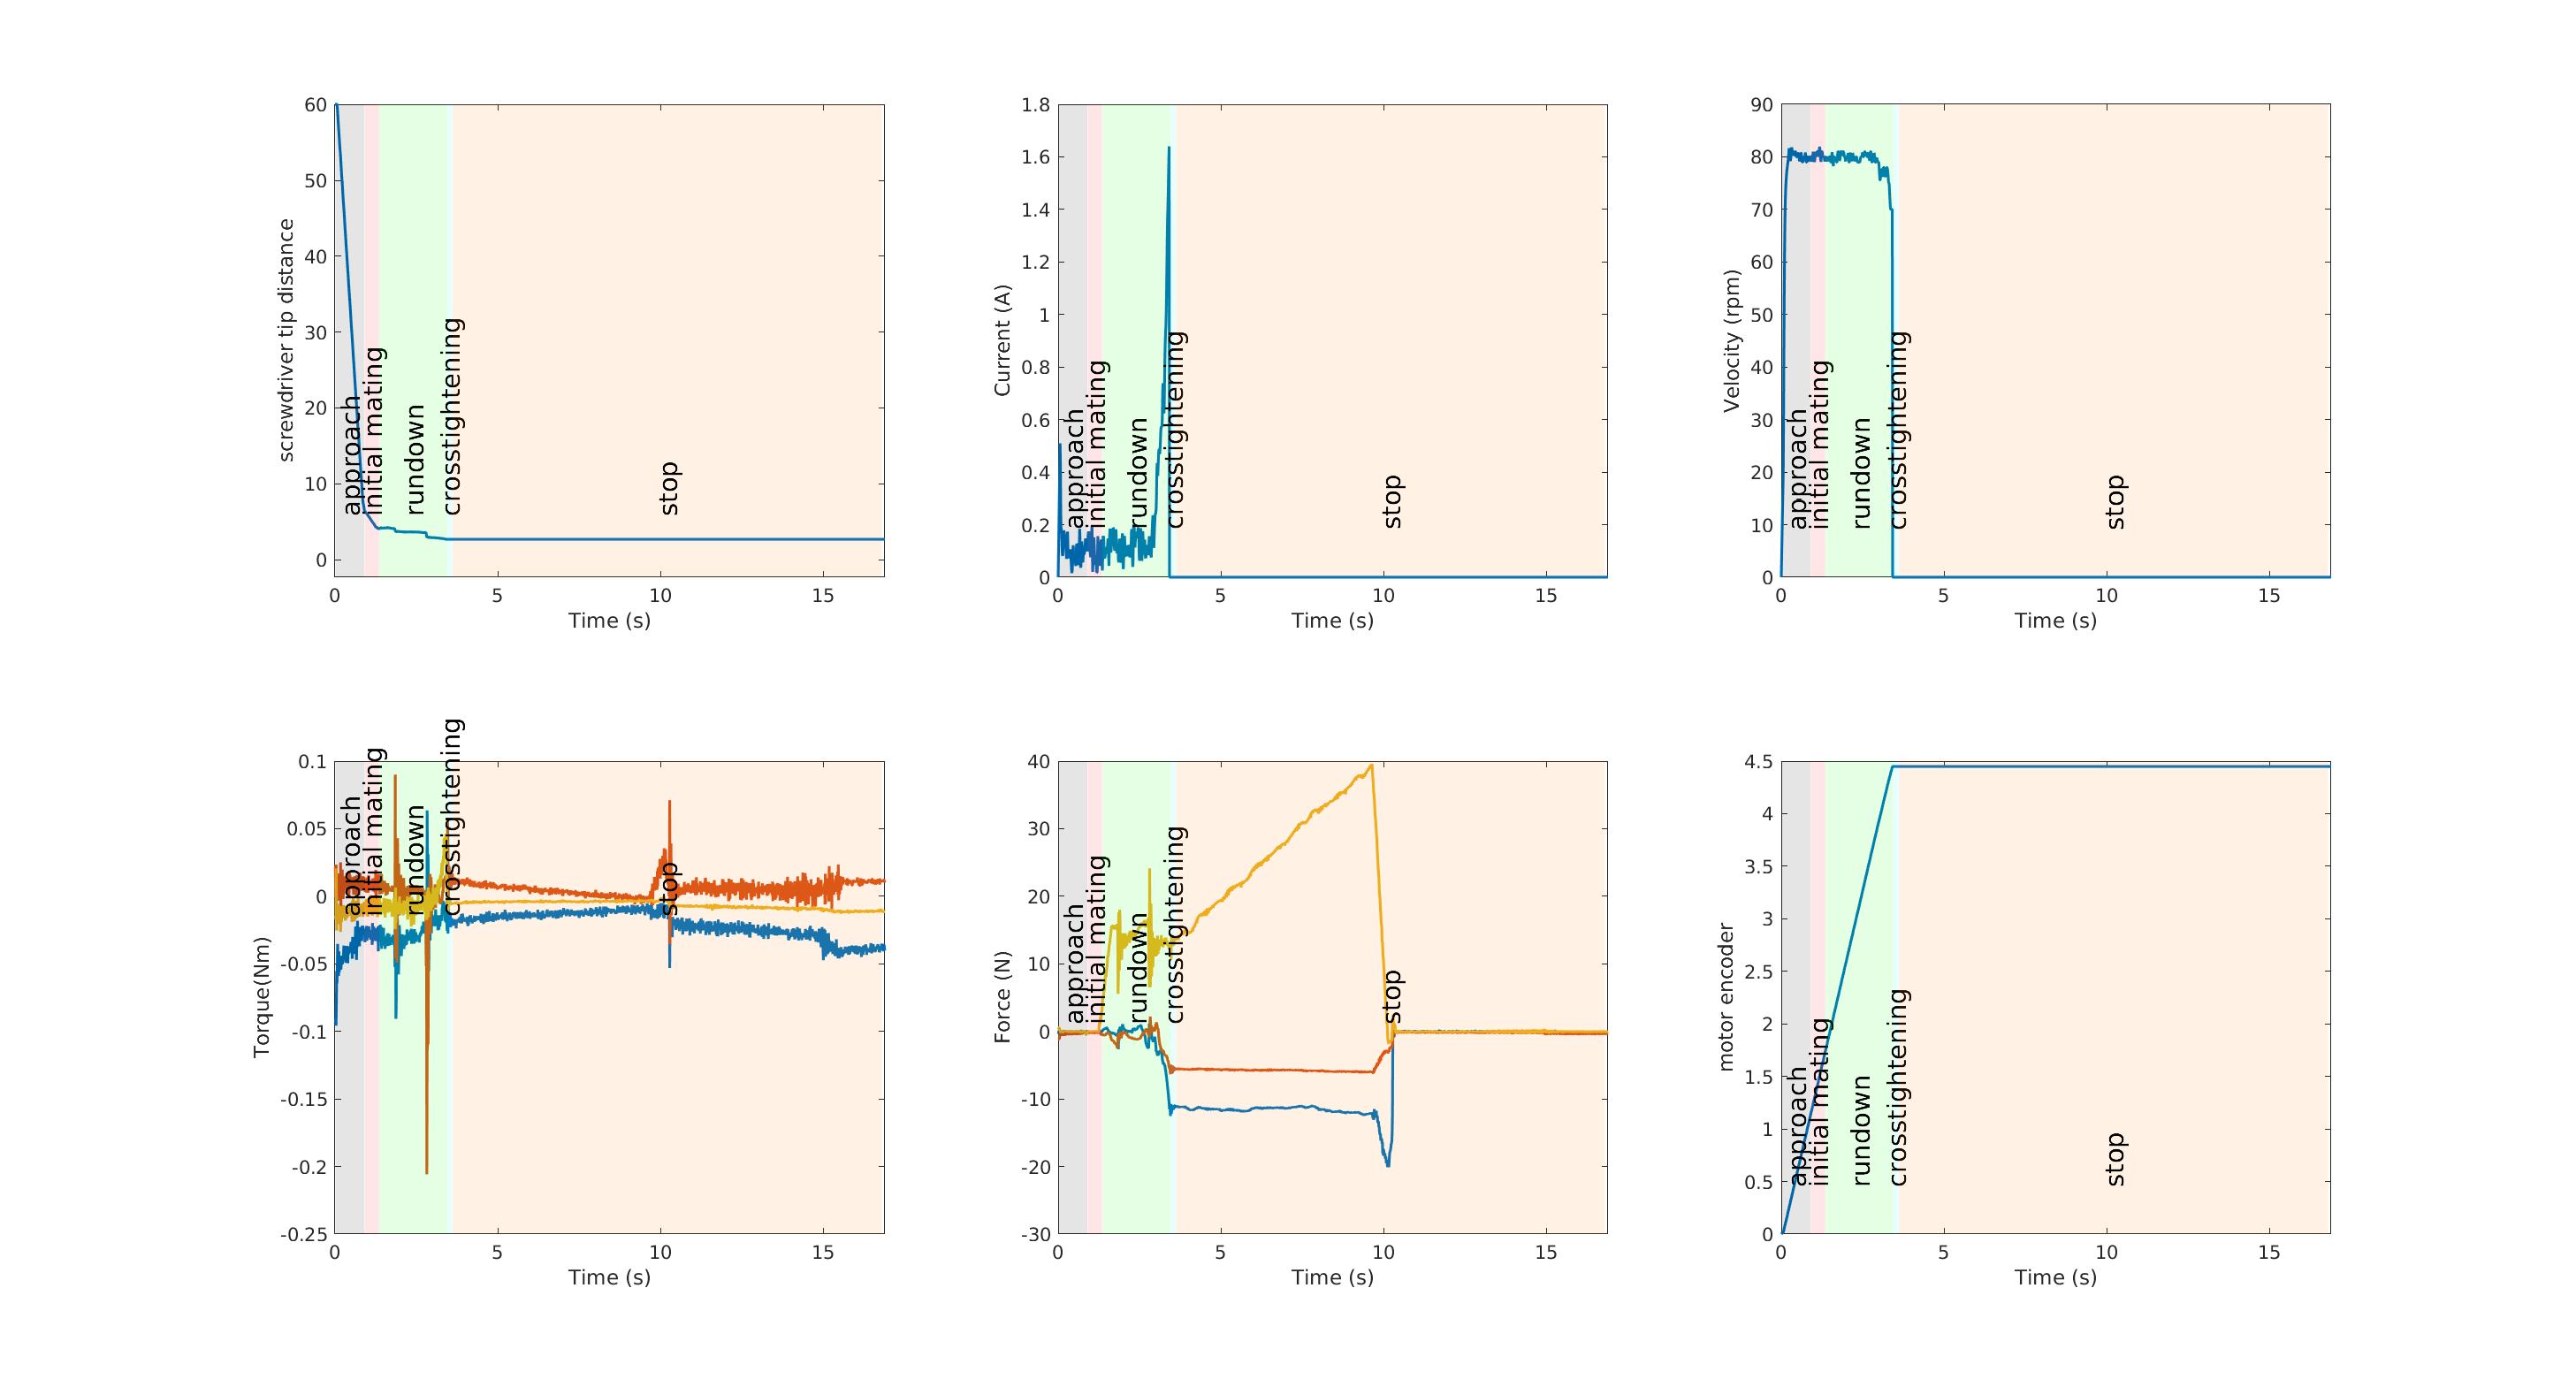 60
50
40
30
20
10
0
screwdriver tip distance
approach
initial mating
rundown
crosstightening
stop
0 5 10 15
Time (s)
1.8
1.6
1.4
1.2
1
0.8
0.6
0.4
0.2
0
Current (A)
approach
initial mating
rundown
crosstightening
stop
0 5 10 15
Time (s)
90
80
70
60
50
40
30
20
10
0
Velocity (rpm)
approach
initial mating
rundown
crosstightening
stop
0 5 10 15
Time (s)
0.1
0.05
0
-0.05
-0.1
-0.15
-0.2
-0.25
Torque(Nm)
approach
initial mating
rundown
crosstightening
stop
0 5 10 15
Time (s)
40
30
20
10
0
-10
-20
-30
Force (N)
approach
initial mating
rundown
crosstightening
stop
0 5 10 15
Time (s)
4.5
4
3.5
3
2.5
2
1.5
1
0.5
0
motor encoder
approach
initial mating
rundown
crosstightening
stop
0 5 10 15
Time (s)